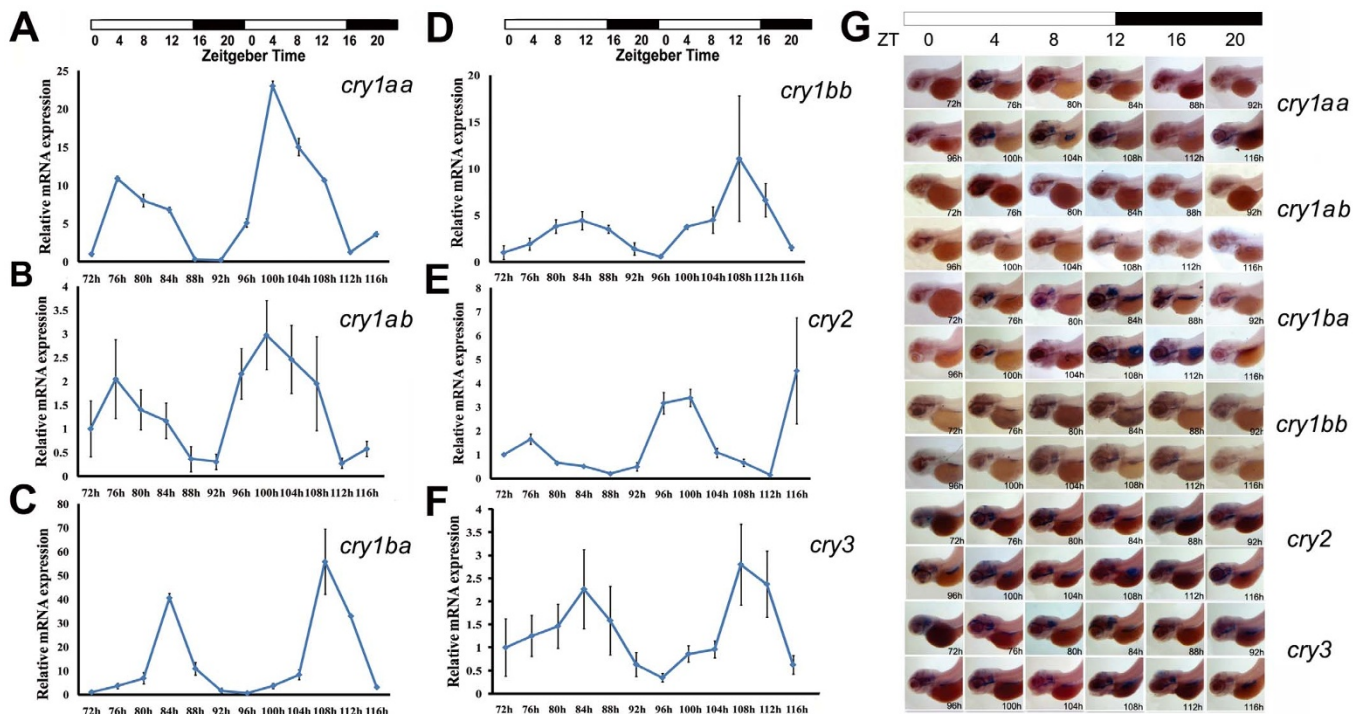 A
0 4 8 12 16 20 0 4 8 12 16 20
Zeitgeber Time
cry1aa
Relative mRNA expression
25
20
15
10
5
0
72h 76h 80h 84h 88h 92h 96h 100h 104h 108h 112h 116h
B
cry1ab
Relative mRNA expression
4
3.5
3
2.5
2
1.5
1
0.5
0
72h 76h 80h 84h 88h 92h 96h 100h 104h 108h 112h 116h
C
cry1ba
Relative mRNA expression
80
70
60
50
40
30
20
10
0
72h 76h 80h 84h 88h 92h 96h 100h 104h 108h 112h 116h
D
0 4 8 12 16 20 0 4 8 12 16 20
Zeitgeber Time
cry1bb
Relative mRNA expression
20
15
10
5
0
72h 76h 80h 84h 88h 92h 96h 100h 104h 108h 112h 116h
E
cry2
Relative mRNA expression
8
7
6
5
4
3
2
1
0
72h 76h 80h 84h 88h 92h 96h 100h 104h 108h 112h 116h
F
cry3
Relative mRNA expression
4
3.5
3
2.5
2
1.5
1
0.5
0
72h 76h 80h 84h 88h 92h 96h 100h 104h 108h 112h 116h
G
ZT 0 4 8 12 16 20
72h 76h 80h 84h 88h 92h
cry1aa
96h 100h 104h 108h 112h 116h
72h 76h 80h 84h 88h 92h
cry1ab
96h 100h 104h 108h 112h 116h
72h 76h 80h 84h 88h 92h
cry1ba
96h 100h 104h 108h 112h 116h
72h 76h 80h 84h 88h 92h
cry1bb
96h 100h 104h 108h 112h 116h
72h 76h 80h 84h 88h 92h
cry2
96h 100h 104h 108h 112h 116h
72h 76h 80h 84h 88h 92h
cry3
96h 100h 104h 108h 112h 116h